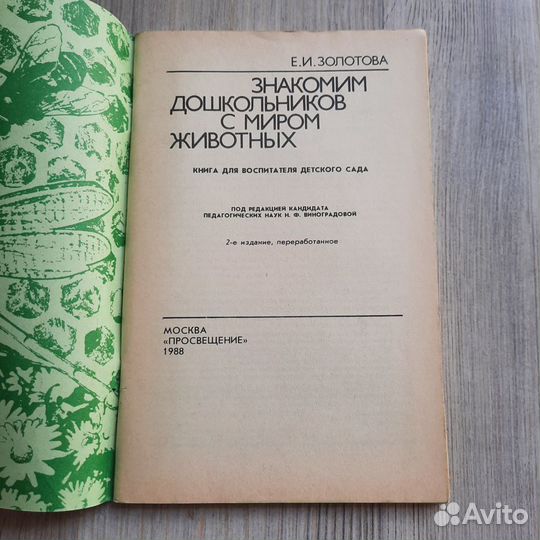 Е.И. ЗОЛОТОВА
ЗНАКОМИМ
ДОШКОЛЬНИКОВ
С МИРОМ
ЖИВОТНЫХ
КНИГА ДЛЯ ВОСПИТАТЕЛЯ ДЕТСКОГО САДА
ПОД РЕДАКЦИЕЙ КАНДИДАТА
ПЕДАГОГИЧЕСКИХ НАУК Н. Ф. ВИНОГРАДОВОЙ
2-е издание, переработанное
МОСКВА
«ПРОСВЕЩЕНИЕ»
1988
Avito